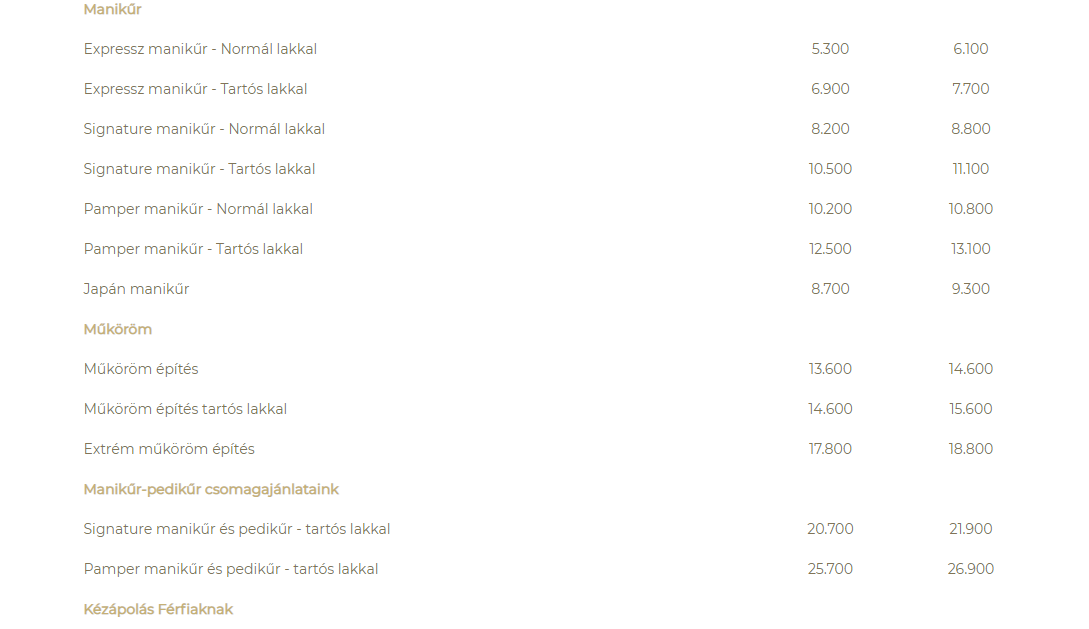 Manikűr
Expressz manikűr - Normál lakkal 5.300 6.100
Expressz manikűr - Tartós lakkal 6.900 7.700
Signature manikűr - Normál lakkal 8.200 8.800
Signature manikűr - Tartós lakkal 10.500 11.100
Pamper manikűr - Normál lakkal 10.200 10.800
Pamper manikűr - Tartós lakkal 12.500 13.100
Japán manikűr 8.700 9.300
Műköröm
Műköröm építés 13.600 14.600
Műköröm építés tartós lakkal 14.600 15.600
Extrém műköröm építés 17.800 18.800
Manikűr-pedikűr csomagajánlataink
Signature manikűr és pedikűr - tartós lakkal 20.700 21.900
Pamper manikűr és pedikűr - tartós lakkal 25.700 26.900
Kézápolás Férfiaknak